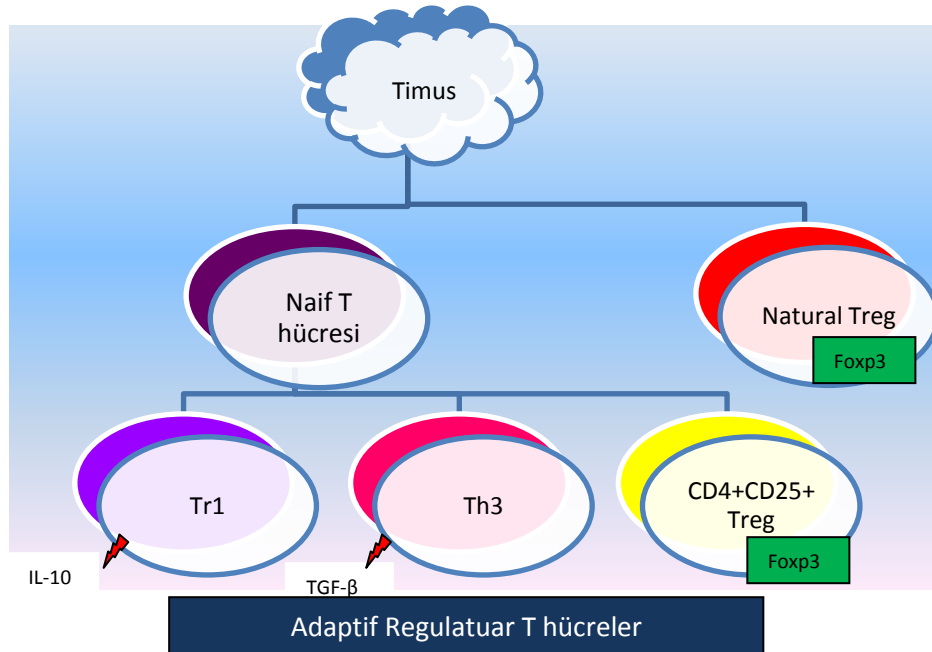 Timus
Naif T
hücresi
Natural Treg
Foxp3
Tr1
Th3
CD4+CD25+
Treg
Foxp3
IL-10
TGF-β
Adaptif Regulatuar T hücreler